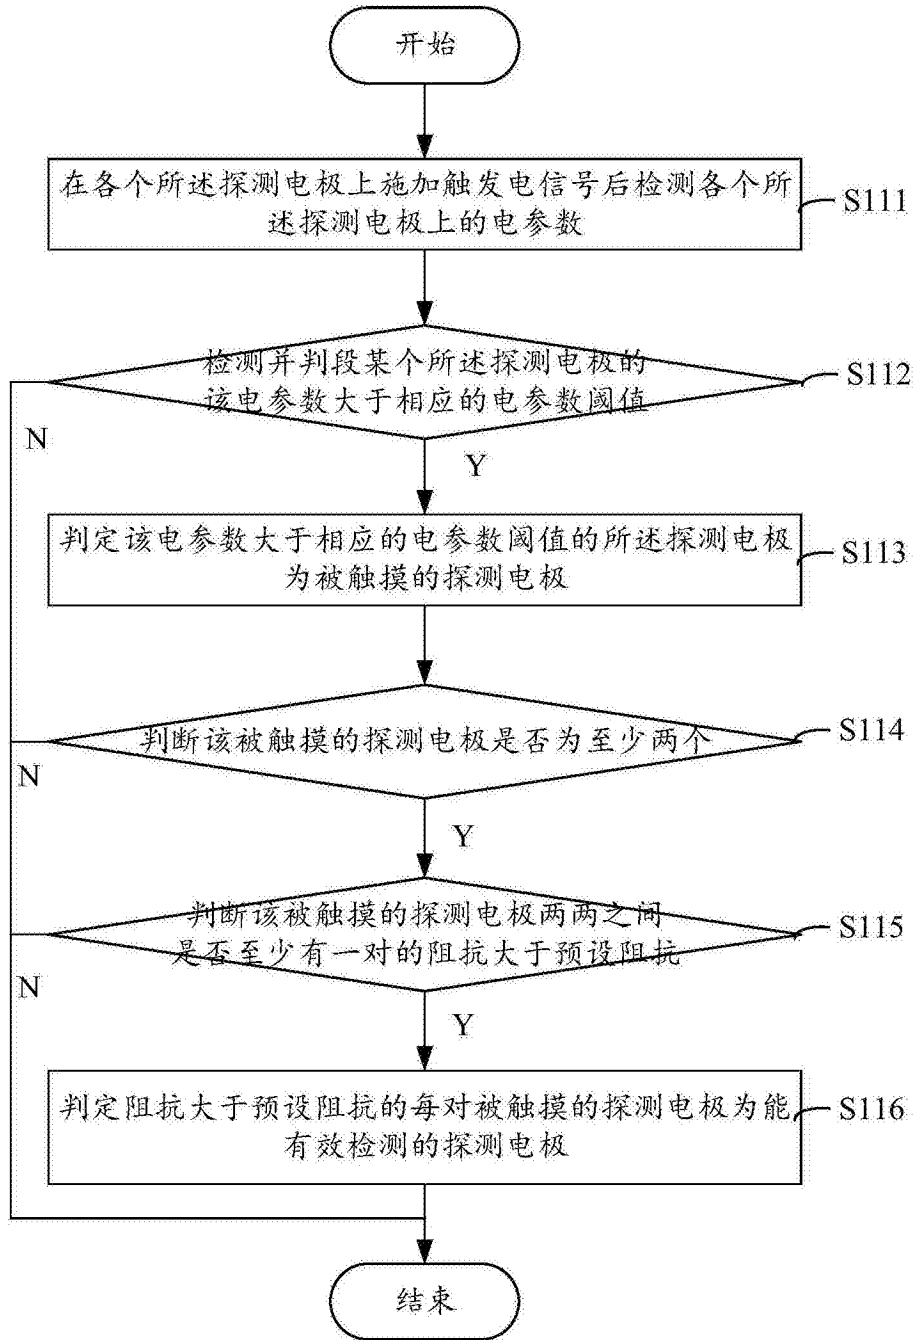 开始
在各个所述探测电极上施加触发电信号后检测各个所
述探测电极上的电参数
S111
检测并判段某个所述探测电极的
该电参数大于相应的电参数阈值
S112
N
Y
判定该电参数大于相应的电参数阈值的所述探测电极
为被触摸的探测电极
S113
判断该被触摸的探测电极是否为至少两个
S114
N
Y
判断该被触摸的探测电极两两之间
是否至少有一对的阻抗大于预设阻抗
S115
N
Y
判定阻抗大于预设阻抗的每对被触摸的探测电极为能
有效检测的探测电极
S116
结束